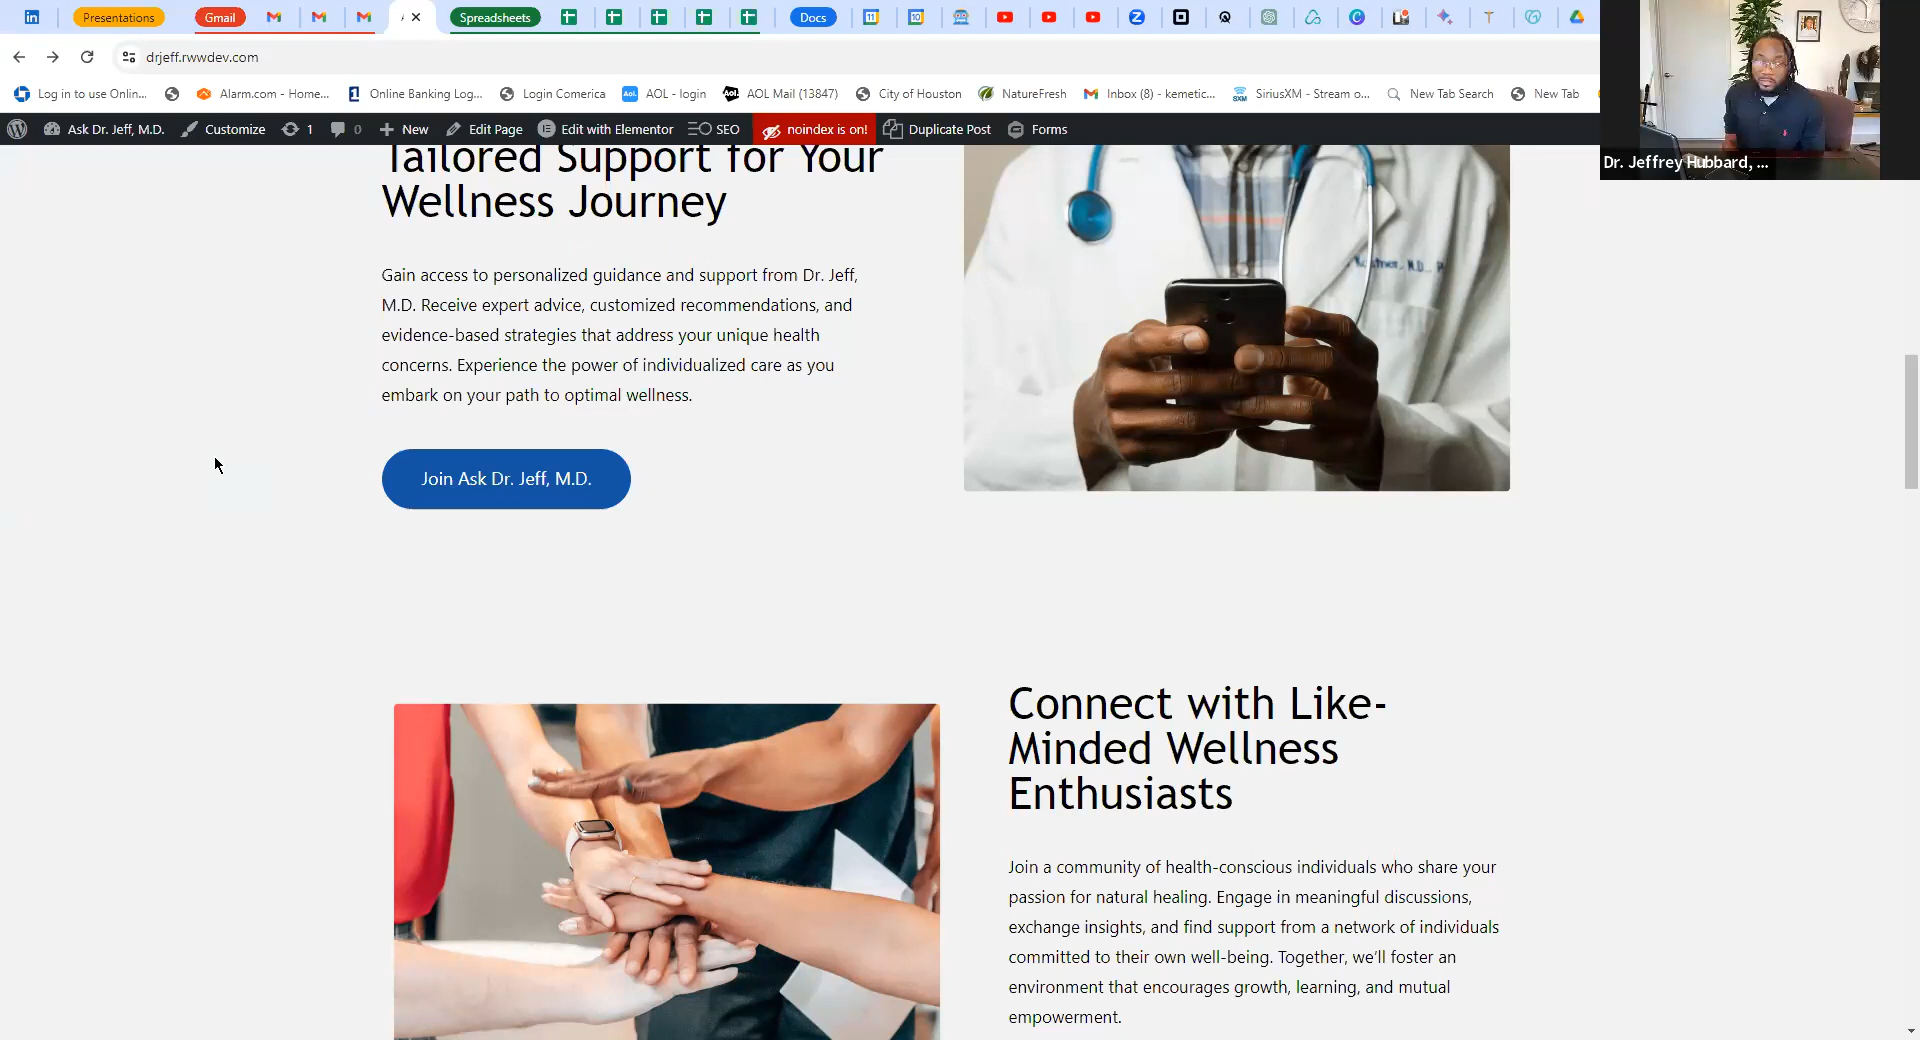 Presentations
Gmail
Spreadsheets
Docs
11
10
drjeff.rwwdev.com
Log in to use Onlin...
Alarm.com - Home...
Online Banking Log...
Login Comerica
Aol.
AOL - login
Aol.
AOL Mail (13847)
City of Houston
NatureFresh
Inbox (8) - kemetic...
SXM
SiriusXM - Stream o...
New Tab Search
New Tab
Ask Dr. Jeff, M.D.
Customize
1
0
New
Edit Page
Edit with Elementor
SEO
noindex is on!
Duplicate Post
Forms
Dr. Jeffrey Hubbard, ...
Tailored Support for Your
Wellness Journey
Gain access to personalized guidance and support from Dr. Jeff,
M.D. Receive expert advice, customized recommendations, and
evidence-based strategies that address your unique health
concerns. Experience the power of individualized care as you
embark on your path to optimal wellness.
Join Ask Dr. Jeff, M.D.
Connect with Like-
Minded Wellness
Enthusiasts
Join a community of health-conscious individuals who share your
passion for natural healing. Engage in meaningful discussions,
exchange insights, and find support from a network of individuals
committed to their own well-being. Together, we'll foster an
environment that encourages growth, learning, and mutual
empowerment.